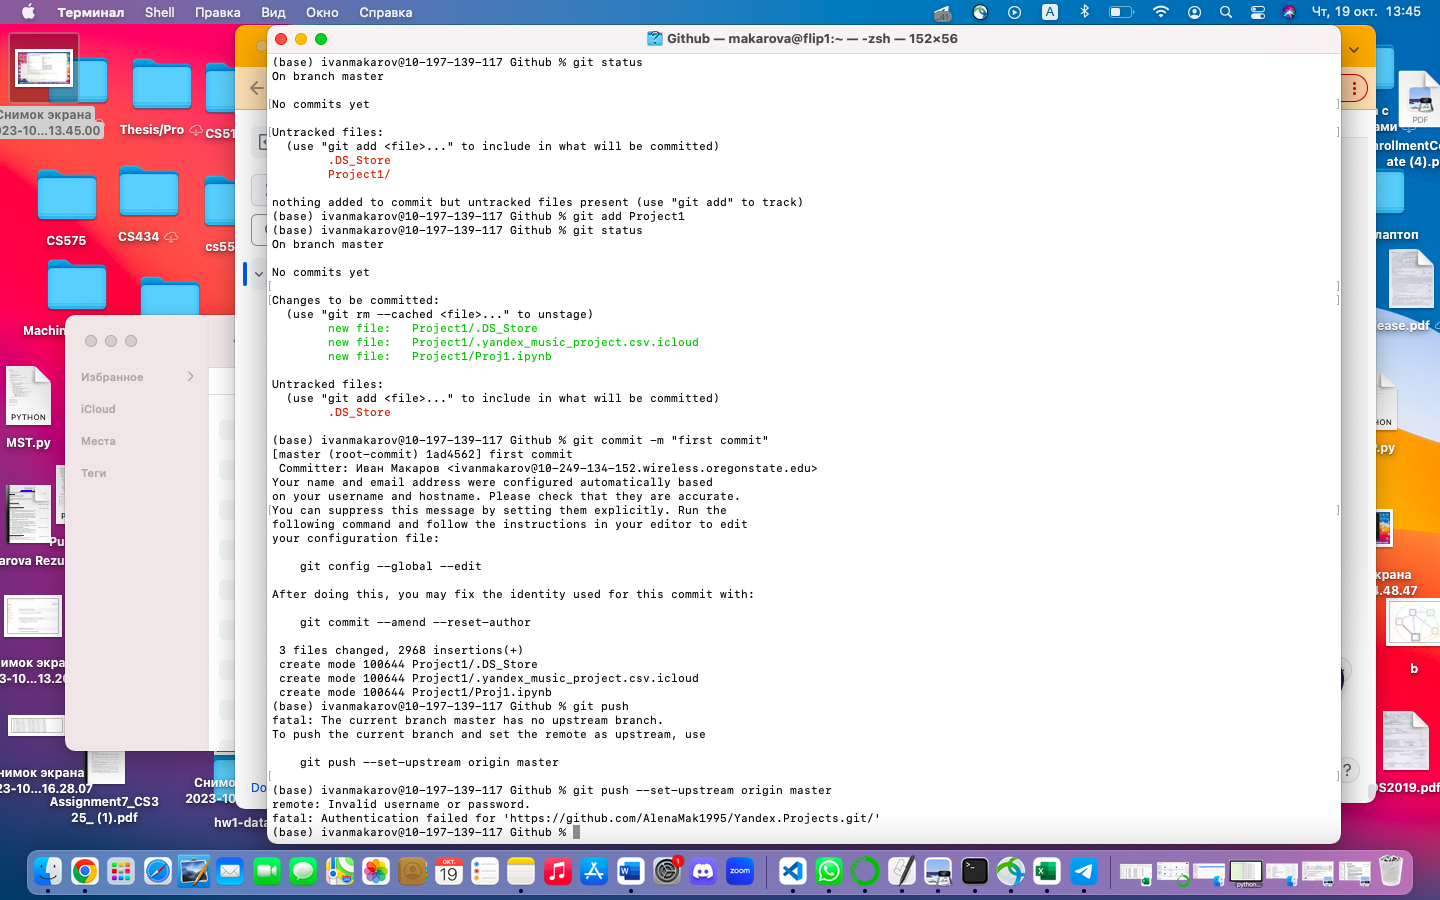 Терминал Shell Правка Вид Окно Справка
Чт, 19 окт. 13:45
Github — makarova@flip1:~ — -zsh — 152×56
(base) ivanmakarov@10-197-139-117 Github % git status
On branch master
No commits yet
Untracked files:
(use "git add <file>..." to include in what will be committed)
.DS_Store
Project1/
nothing added to commit but untracked files present (use "git add" to track)
(base) ivanmakarov@10-197-139-117 Github % git add Project1
(base) ivanmakarov@10-197-139-117 Github % git status
On branch master
No commits yet
Changes to be committed:
(use "git rm --cached <file>..." to unstage)
new file:   Project1/.DS_Store
new file:   Project1/.yandex_music_project.csv.icloud
new file:   Project1/Proj1.ipynb
Untracked files:
(use "git add <file>..." to include in what will be committed)
.DS_Store
(base) ivanmakarov@10-197-139-117 Github % git commit -m "first commit"
[master (root-commit) 1ad4562] first commit
Committer: Иван Макаров <ivanmakarov@10-249-134-152.wireless.oregonstate.edu>
Your name and email address were configured automatically based
on your username and hostname. Please check that they are accurate.
You can suppress this message by setting them explicitly. Run the
following command and follow the instructions in your editor to edit
your configuration file:
git config --global --edit
After doing this, you may fix the identity used for this commit with:
git commit --amend --reset-author
3 files changed, 2968 insertions(+)
create mode 100644 Project1/.DS_Store
create mode 100644 Project1/.yandex_music_project.csv.icloud
create mode 100644 Project1/Proj1.ipynb
(base) ivanmakarov@10-197-139-117 Github % git push
fatal: The current branch master has no upstream branch.
To push the current branch and set the remote as upstream, use
git push --set-upstream origin master
(base) ivanmakarov@10-197-139-117 Github % git push --set-upstream origin master
remote: Invalid username or password.
fatal: Authentication failed for 'https://github.com/AlenaMak1995/Yandex.Projects.git/'
(base) ivanmakarov@10-197-139-117 Github %
Снимок экрана
023-10...13.45.00
Thesis/Pro
CS51
CS575
CS434
cs55
Machin
Избранное
iCloud
Места
Теги
PYTHON
MST.py
Pu
arova Rezu
имок экра
3-10...13.2
нимок экрана
23-10...16.28.07
Assignment7_CS3
25_ (1).pdf
Снимо
2023-10
hw1-data
Do
PDF
а с
ами
nrollmentCe
ate (4).p
лаптоп
ease.pdf
.py
крана
4.48.47
b
DS2019.pdf
ОКТ.
19
1
zoom
python...